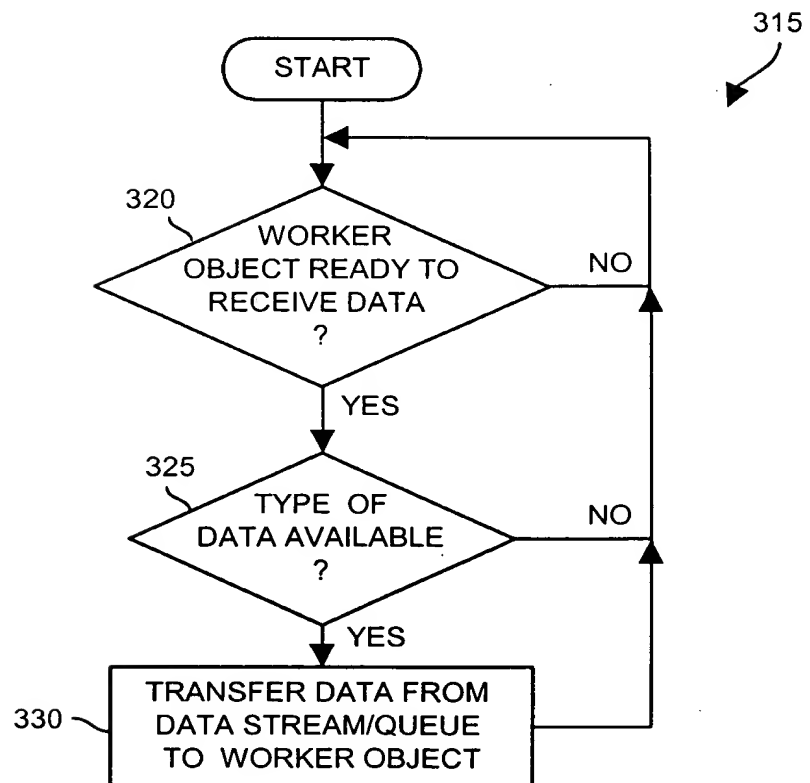 315
START
320
WORKER
OBJECT READY TO
RECEIVE DATA
?
NO
YES
325
TYPE OF
DATA AVAILABLE
?
NO
YES
330
TRANSFER DATA FROM
DATA STREAM/QUEUE
TO WORKER OBJECT